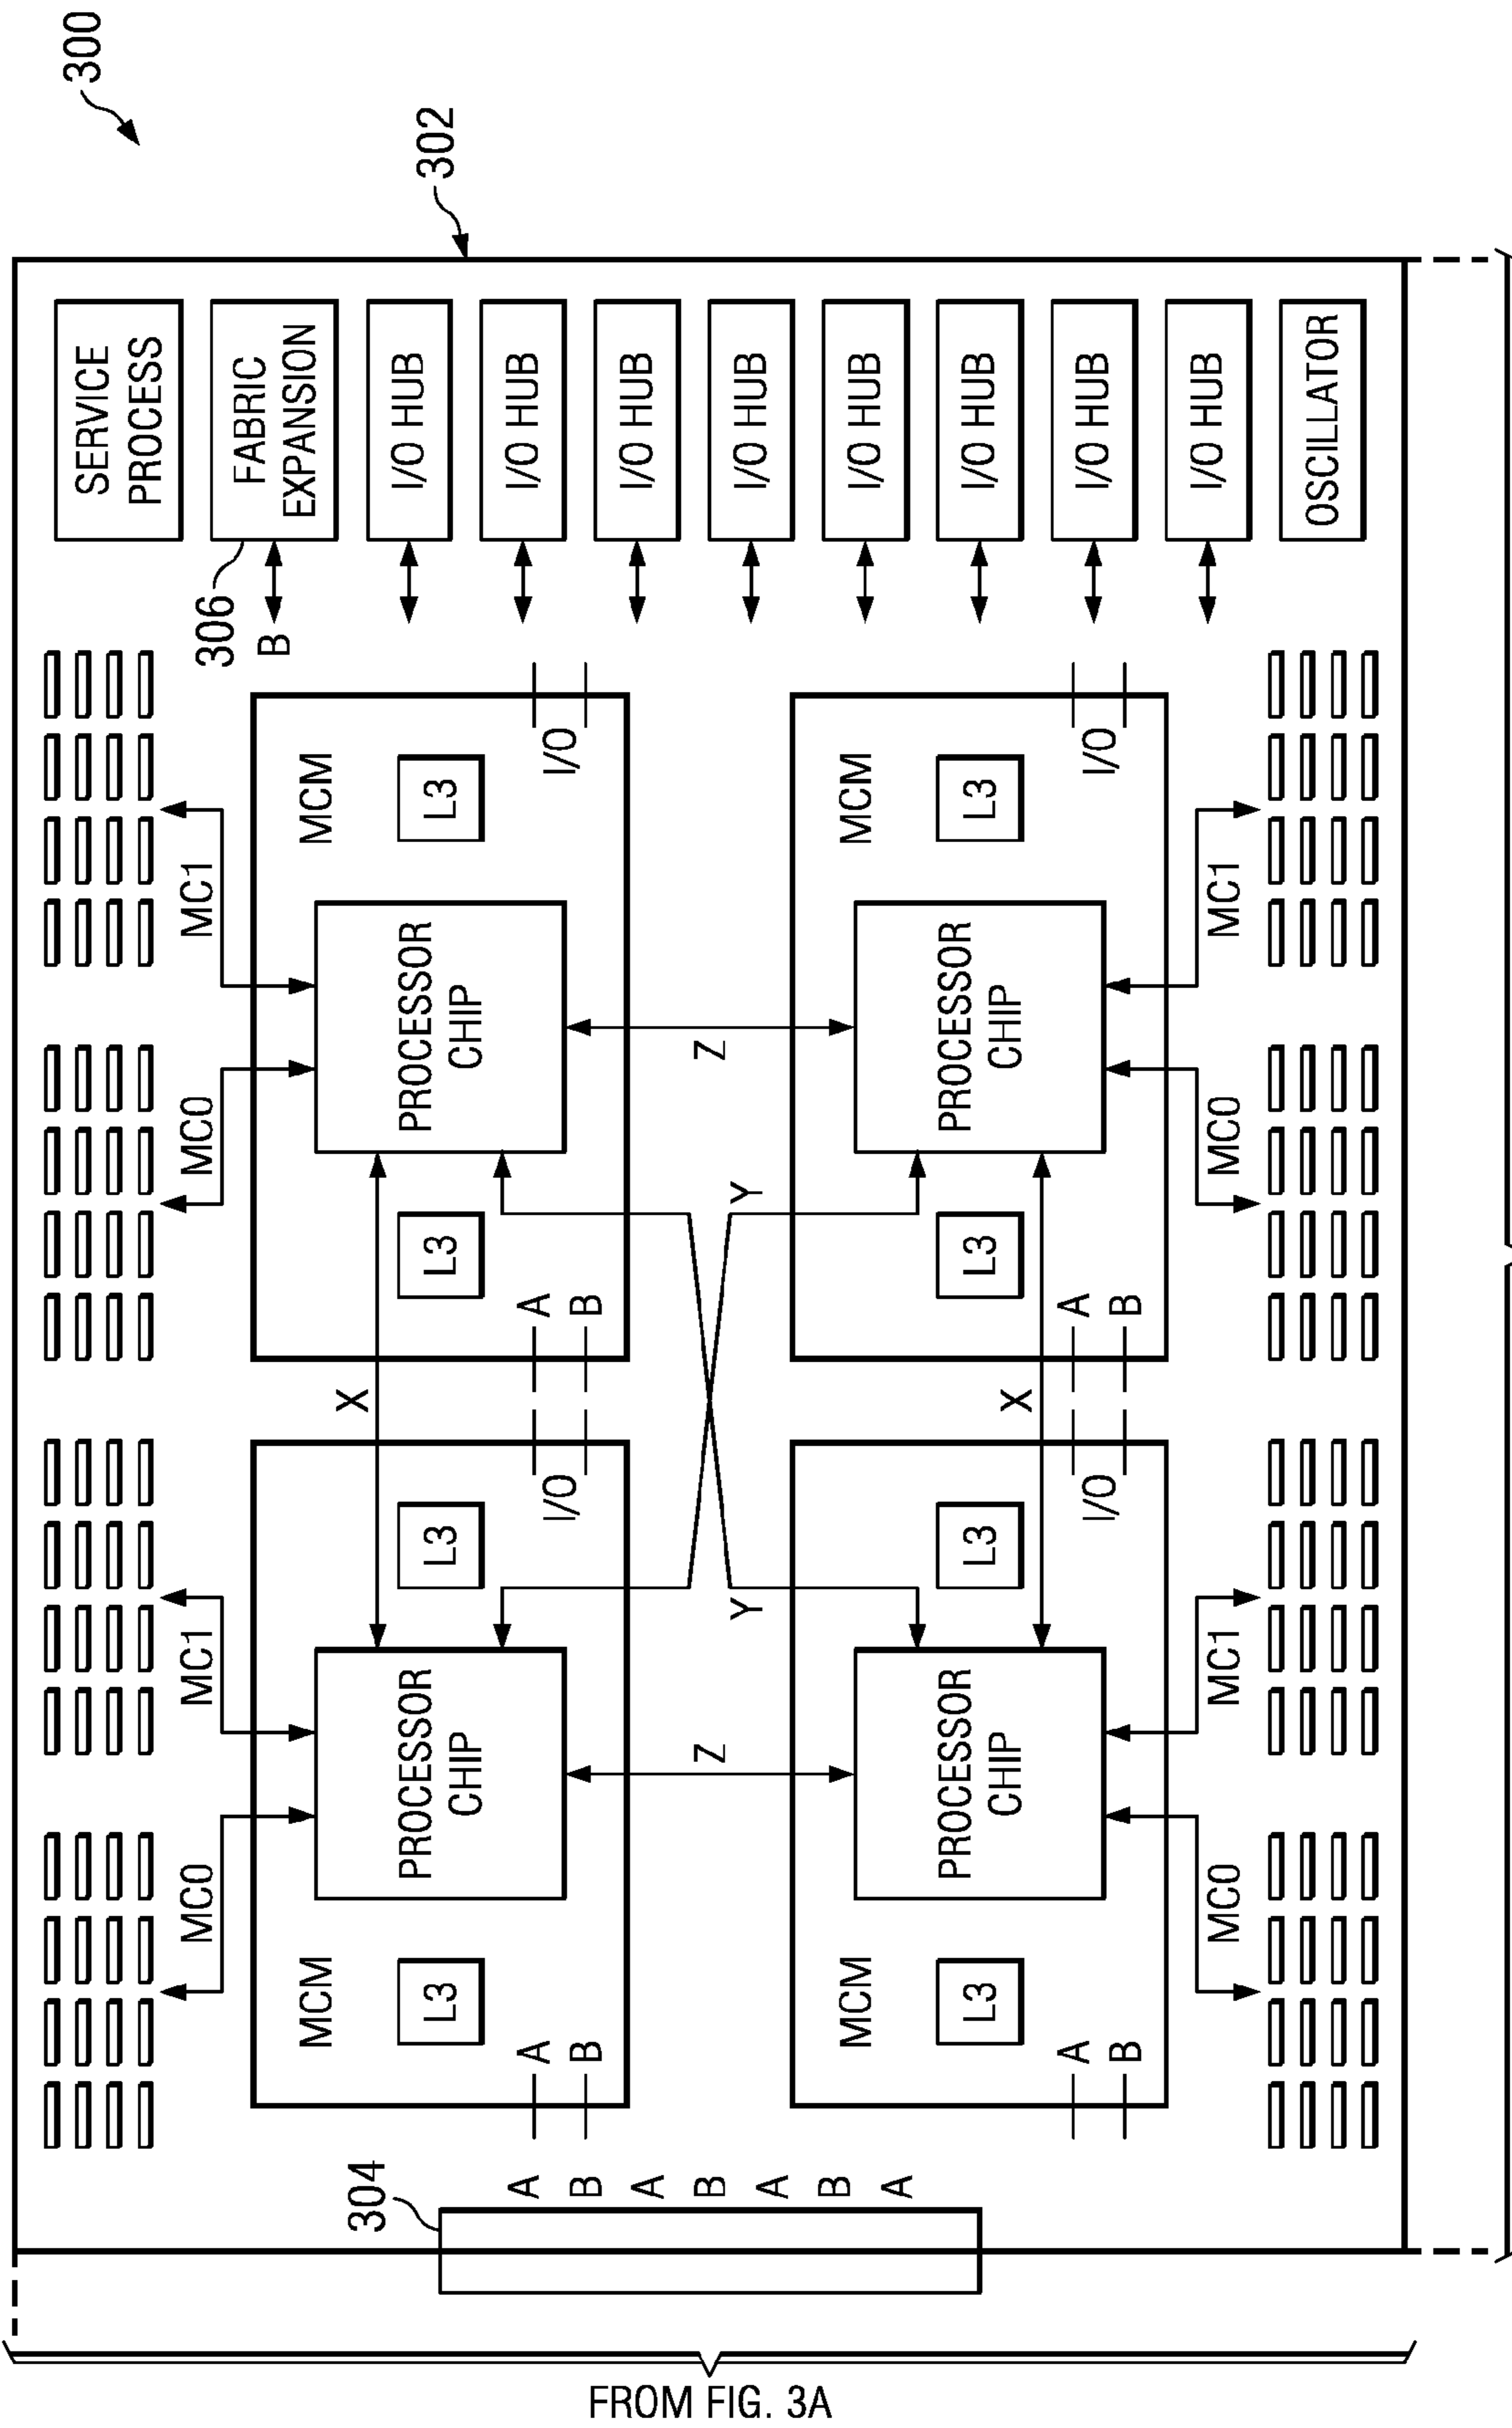 300
302
SERVICE
PROCESS
306
FABRIC
EXPANSION
B
I/O HUB
I/O HUB
I/O HUB
I/O HUB
I/O HUB
I/O HUB
I/O HUB
I/O HUB
OSCILLATOR
MC0
MC1
MC0
MC1
MCM
L3
PROCESSOR
CHIP
L3
I/O
A
B
X
MCM
L3
PROCESSOR
CHIP
L3
I/O
A
B
Z
Y
Y
Z
MCM
L3
PROCESSOR
CHIP
L3
I/O
A
B
X
MCM
L3
PROCESSOR
CHIP
L3
I/O
A
B
MC0
MC1
MC0
MC1
304
A
B
A
B
A
B
A
FROM FIG. 3A